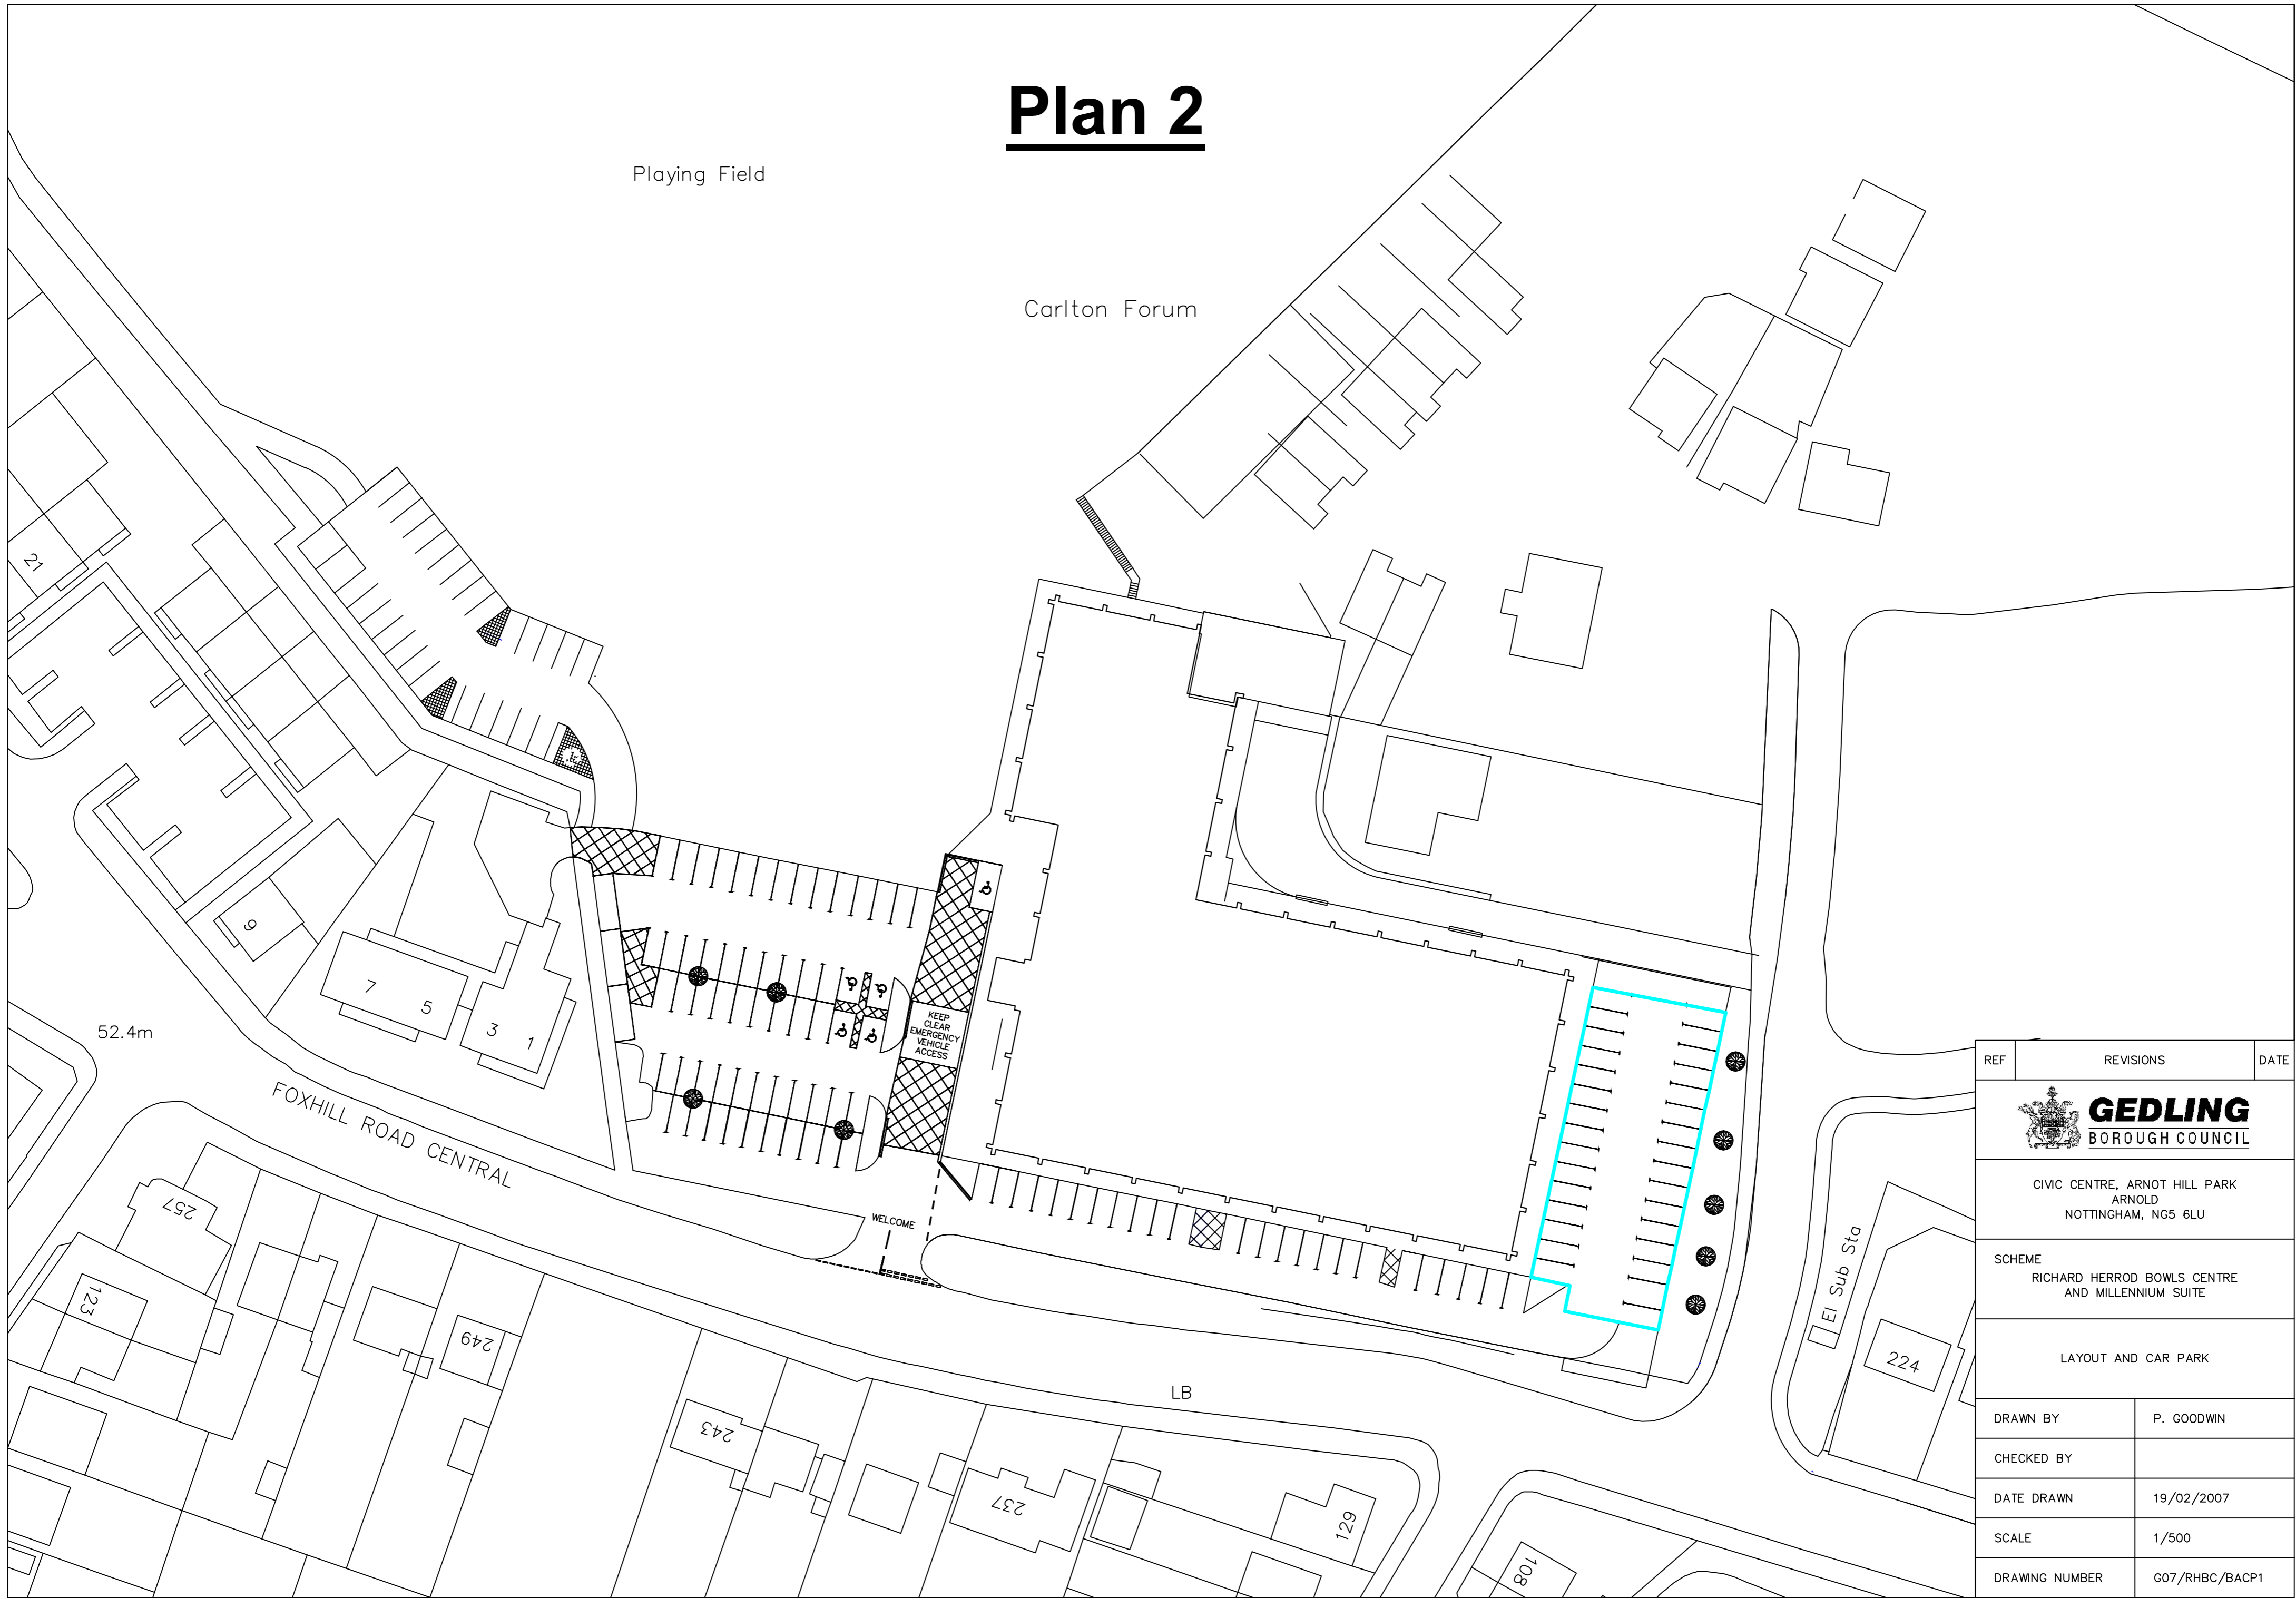 Plan 2
Playing Field
Carlton Forum
21
9
7
5
3
1
52.4m
FOXHILL ROAD CENTRAL
KEEP
CLEAR
EMERGENCY
VEHICLE
ACCESS
WELCOME
257
123
249
243
237
LB
129
108
El Sub Sta
224
REF
REVISIONS
DATE
GEDLING
BOROUGH COUNCIL
CIVIC CENTRE, ARNOT HILL PARK
ARNOLD
NOTTINGHAM, NG5 6LU
SCHEME
RICHARD HERROD BOWLS CENTRE
AND MILLENNIUM SUITE
LAYOUT AND CAR PARK
DRAWN BY
P. GOODWIN
CHECKED BY
DATE DRAWN
19/02/2007
SCALE
1/500
DRAWING NUMBER
G07/RHBC/BACP1